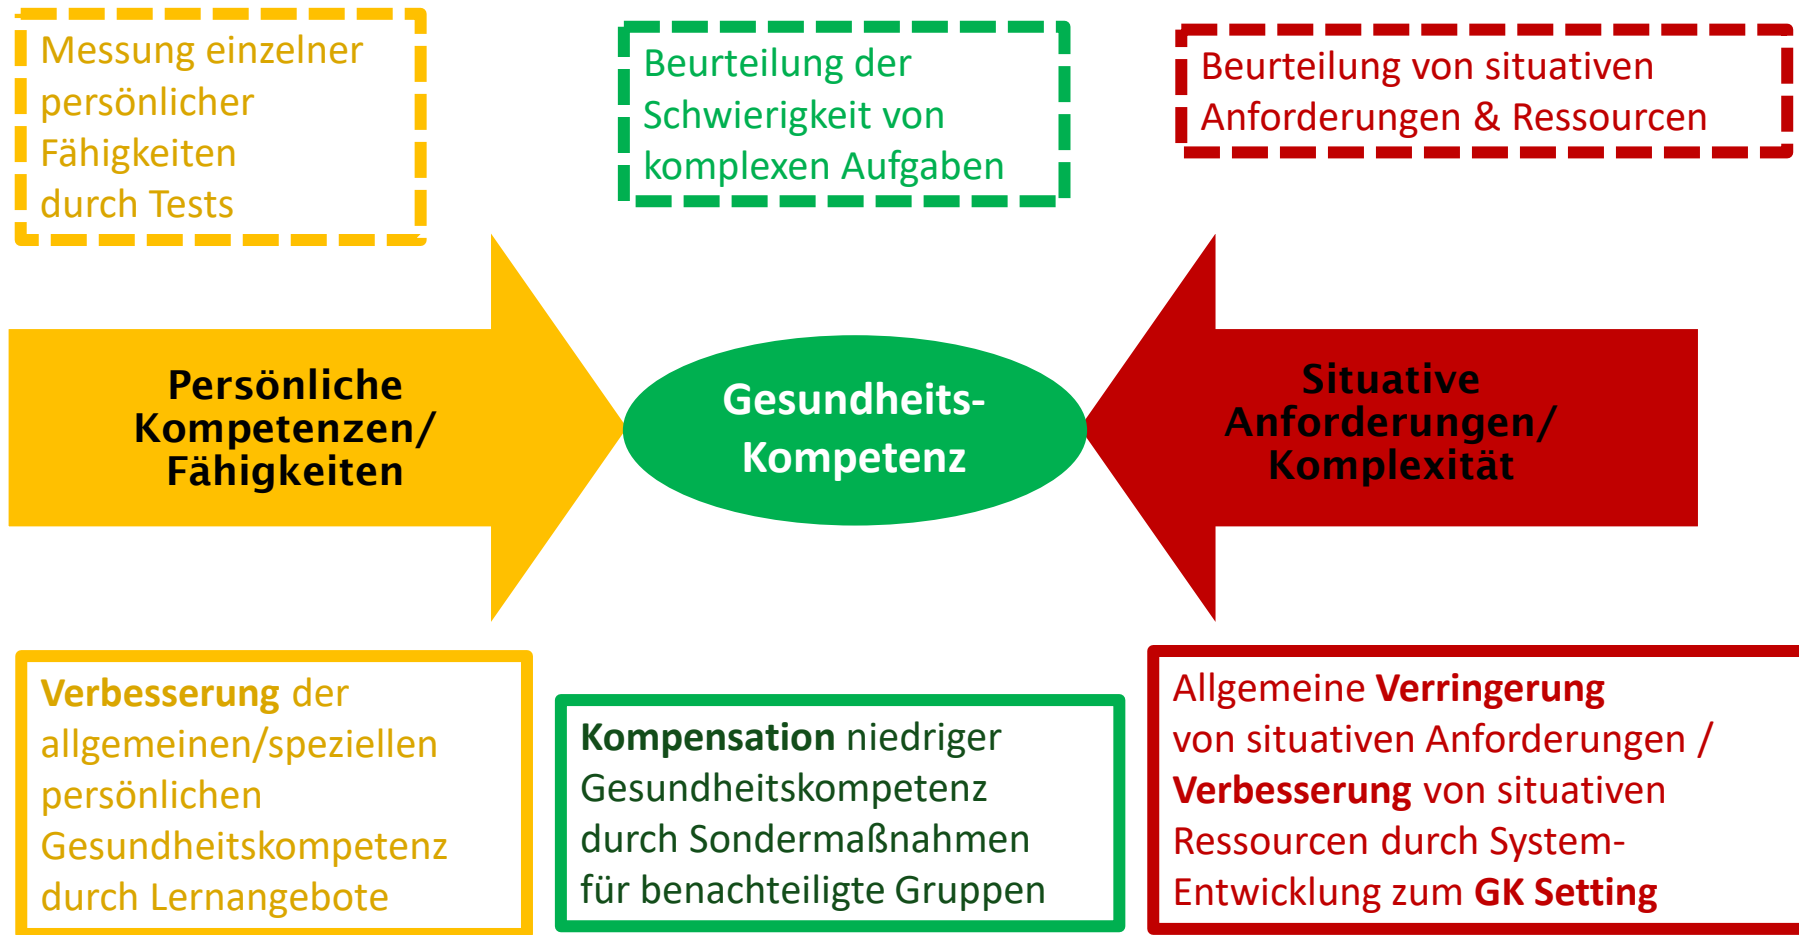 Messung einzelner
persönlicher
Fähigkeiten
durch Tests
Beurteilung der
Schwierigkeit von
komplexen Aufgaben
Beurteilung von situativen
Anforderungen & Ressourcen
Persönliche
Kompetenzen/
Fähigkeiten
Gesundheits-
Kompetenz
Situative
Anforderungen/
Komplexität
Verbesserung der
allgemeinen/speziellen
persönlichen
Gesundheitskompetenz
durch Lernangebote
Kompensation niedriger
Gesundheitskompetenz
durch Sondermaßnahmen
für benachteiligte Gruppen
Allgemeine Verringerung
von situativen Anforderungen /
Verbesserung von situativen
Ressourcen durch System-
Entwicklung zum GK Setting